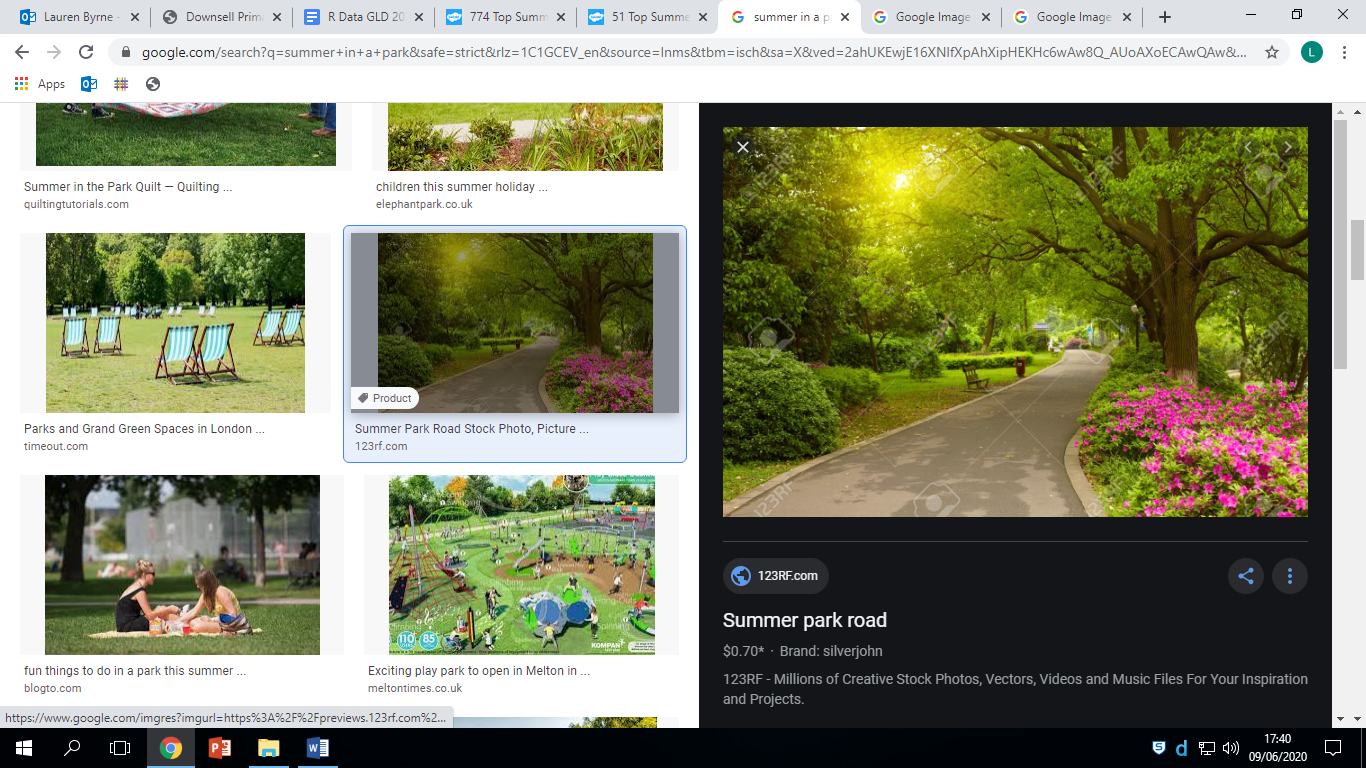 Lauren Byrne -
Downsell Prim
R Data GLD 20
774 Top Summ
51 Top Summe
summer in a p
Google Image
Google Image
google.com/search?q=summer+in+a+park&safe=strict&rlz=1C1GCEV_en&source=lnms&tbm=isch&sa=X&ved=2ahUKEwjE16XNlfXpAhXipHEKHc6wAw8Q_AUoAXoECAwQAw&...
L
Apps
Summer in the Park Quilt — Quilting ...
quiltingtutorials.com
children this summer holiday ...
elephantpark.co.uk
Parks and Grand Green Spaces in London ...
timeout.com
Product
Summer Park Road Stock Photo, Picture ...
123rf.com
fun things to do in a park this summer ...
blogto.com
110
85
KOMPAN
Exciting play park to open in Melton in ...
meltontimes.co.uk
123RF
123RF.com
Summer park road
$0.70* · Brand: silverjohn
123RF - Millions of Creative Stock Photos, Vectors, Videos and Music Files For Your Inspiration
and Projects.
https://www.google.com/imgres?imgurl=https%3A%2F%2Fpreviews.123rf.com%2...
17:40
09/06/2020